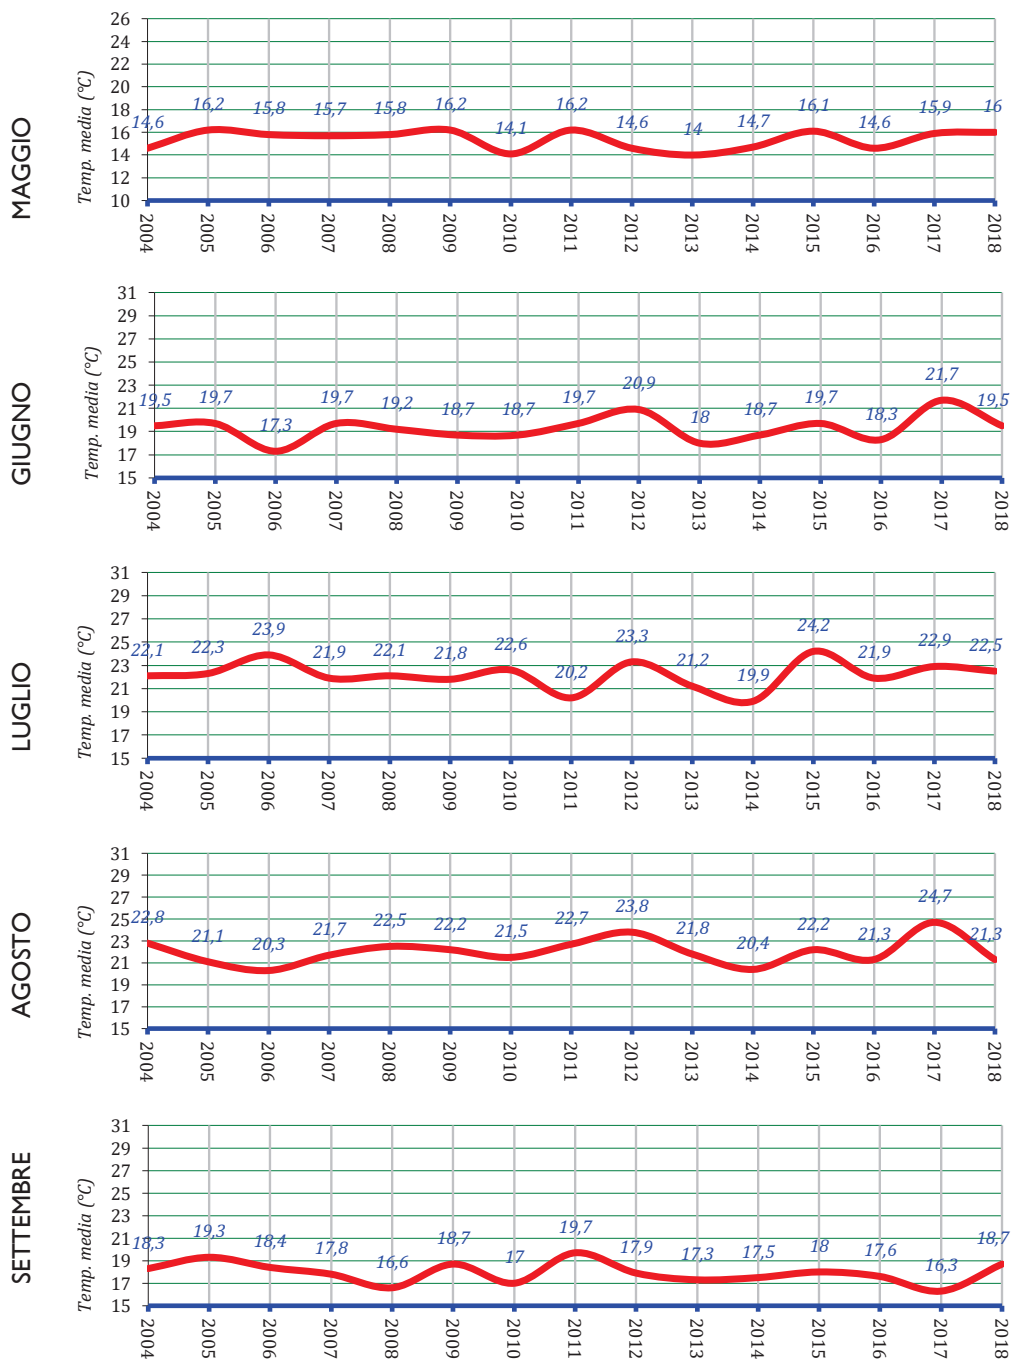 MAGGIO
Temp. media (°C)
26
24
22
20
18
16
14
12
10
14,6 16,2 15,8 15,7 15,8 16,2 14,1 16,2 14,6 14 14,7 16,1 14,6 15,9 16
2004 2005 2006 2007 2008 2009 2010 2011 2012 2013 2014 2015 2016 2017 2018
GIUGNO
Temp. media (°C)
31
29
27
25
23
21
19
17
15
19,5 19,7 17,3 19,7 19,2 18,7 18,7 19,7 20,9 18 18,7 19,7 18,3 21,7 19,5
2004 2005 2006 2007 2008 2009 2010 2011 2012 2013 2014 2015 2016 2017 2018
LUGLIO
Temp. media (°C)
31
29
27
25
23
21
19
17
15
22,1 22,3 23,9 21,9 22,1 21,8 22,6 20,2 23,3 21,2 19,9 24,2 21,9 22,9 22,5
2004 2005 2006 2007 2008 2009 2010 2011 2012 2013 2014 2015 2016 2017 2018
AGOSTO
Temp. media (°C)
31
29
27
25
23
21
19
17
15
22,8 21,1 20,3 21,7 22,5 22,2 21,5 22,7 23,8 21,8 20,4 22,2 21,3 24,7 21,3
2004 2005 2006 2007 2008 2009 2010 2011 2012 2013 2014 2015 2016 2017 2018
SETTEMBRE
Temp. media (°C)
31
29
27
25
23
21
19
17
15
18,3 19,3 18,4 17,8 16,6 18,7 17 19,7 17,9 17,3 17,5 18 17,6 16,3 18,7
2004 2005 2006 2007 2008 2009 2010 2011 2012 2013 2014 2015 2016 2017 2018